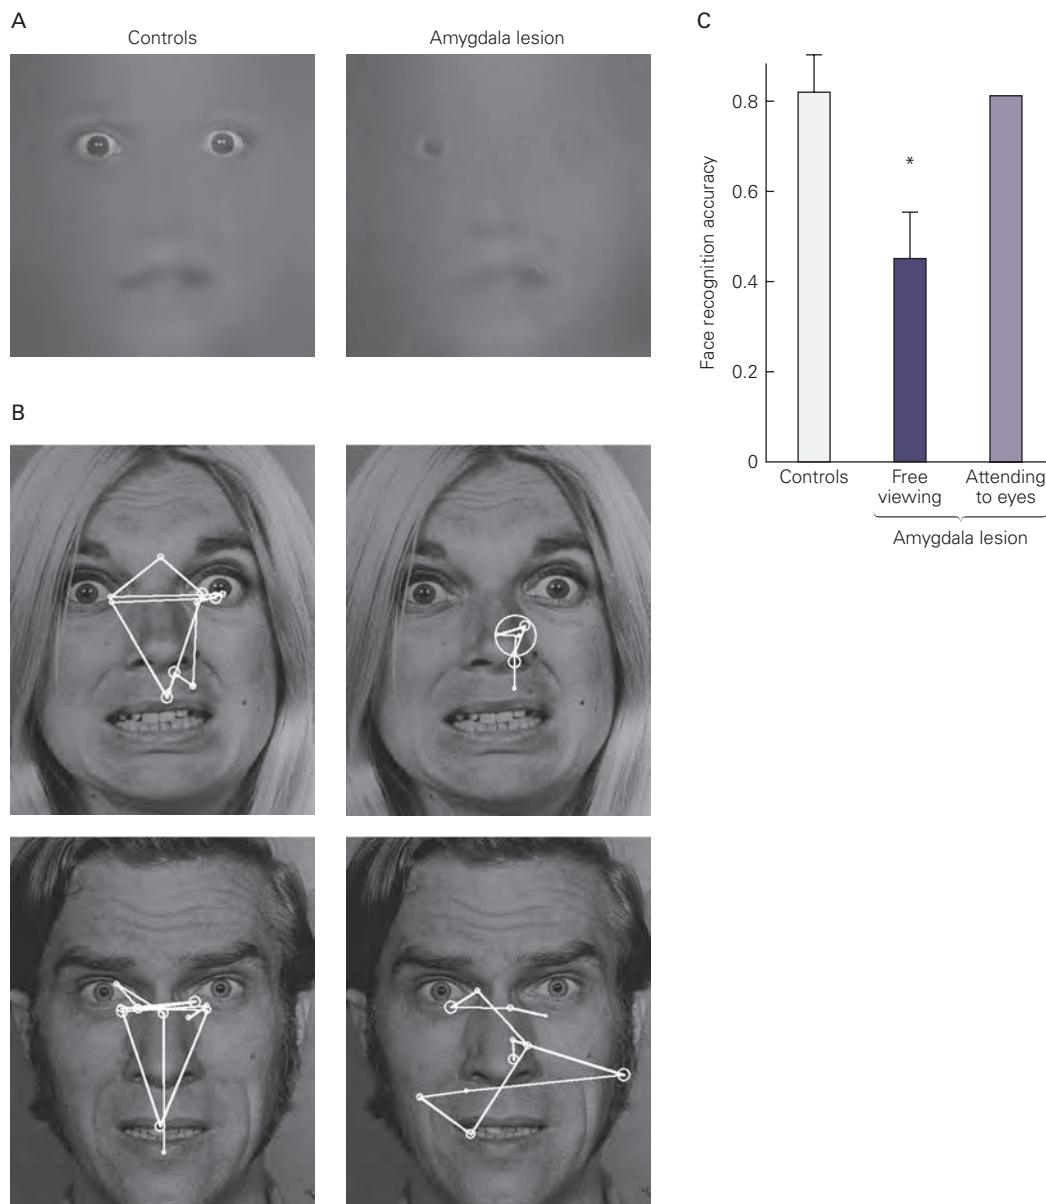 A
Controls
Amygdala lesion
B
C
Face recognition accuracy
0.8
0.6
0.4
0.2
0
*
Controls
Free
viewing
Attending
to eyes
Amygdala lesion